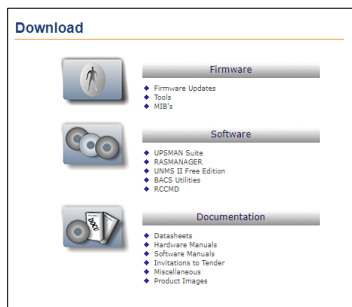 Download
Firmware
Firmware Updates
Tools
MIB's
Software
UPSMAN Suite
RASMANAGER
UNMS II Free Edition
BACS Utilities
RCCMD
DOCS
Documentation
Datasheets
Hardware Manuals
Software Manuals
Invitations to Tender
Miscellaneous
Product Images